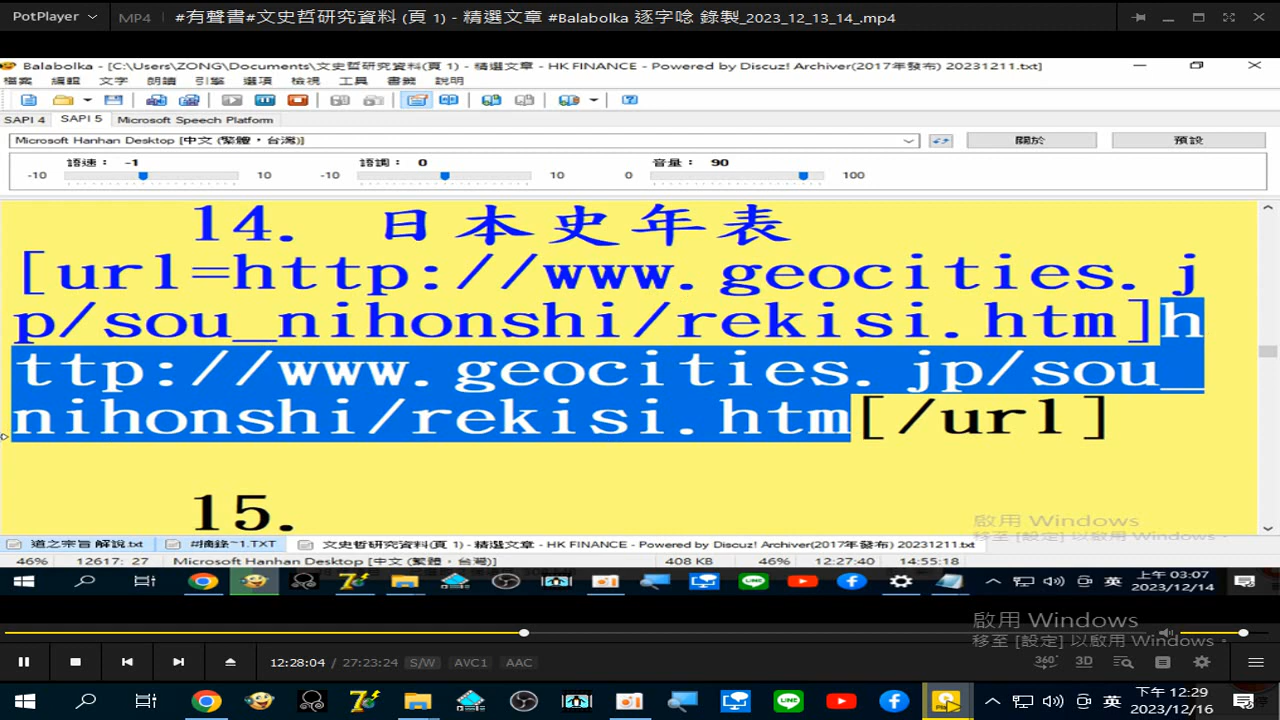 PotPlayer MP4 #有聲書#文史哲研究資料 (頁 1) - 精選文章 #Balabolka 逐字唸 錄製_2023_12_13_14_.mp4
Balabolka - [C:\Users\ZONG\Documents\文史哲研究資料(頁 1) - 精選文章 - HK FINANCE - Powered by Discuz! Archiver(2017年發布) 20231211.txt]
檔案 編輯 文字 朗讀 引擎 選項 檢視 工具 書籤 說明
SAPI 4 SAPI 5 Microsoft Speech Platform
Microsoft Hanhan Desktop [中文 (繁體，台灣)] 關於 預設
語速： -1 語調： 0 音量： 90
-10 10 -10 10 0 100
14. 日本史年表
[url=http://www.geocities.j
p/sou_nihonshi/rekisi.htm]h
ttp://www.geocities.jp/sou_
nihonshi/rekisi.htm[/url]
15.
啟用 Windows
移至 [設定] 以啟用 Windows。
道之宗旨 解說.txt #摘錄~1.TXT 文史哲研究資料(頁 1) - 精選文章 - HK FINANCE - Powered by Discuz! Archiver(2017年發布) 20231211.txt
46% 12617: 27 Microsoft Hanhan Desktop [中文 (繁體，台灣)] 408 KB 46% 12:27:40 14:55:18
英 上午 03:07
2023/12/14
啟用 Windows
移至 [設定] 以啟用 Windows。
12:28:04 / 27:23:24 S/W AVC1 AAC 360° 3D
英 下午 12:29
2023/12/16